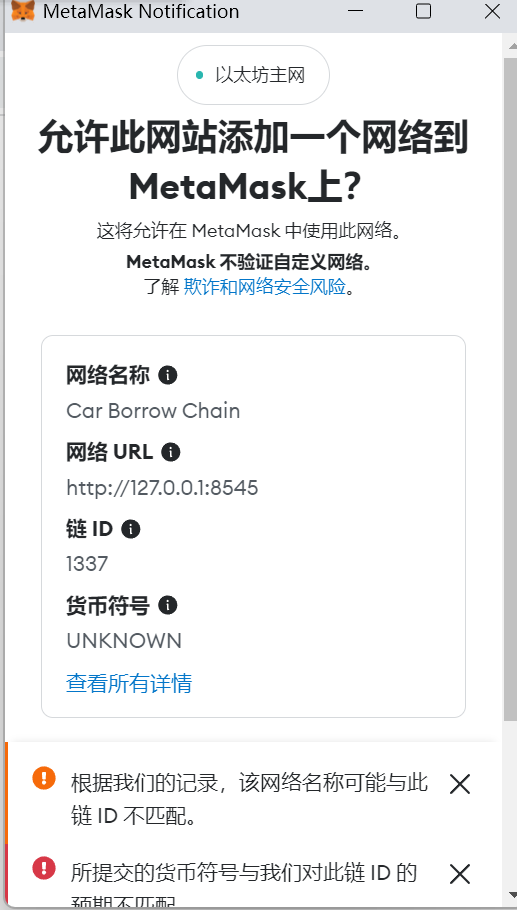 MetaMask Notification
以太坊主网
允许此网站添加一个网络到
MetaMask上？
这将允许在 MetaMask 中使用此网络。
MetaMask 不验证自定义网络。
了解 欺诈和网络安全风险。
网络名称
Car Borrow Chain
网络 URL
http://127.0.0.1:8545
链 ID
1337
货币符号
UNKNOWN
查看所有详情
根据我们的记录，该网络名称可能与此
链 ID 不匹配。
所提交的货币符号与我们对此链 ID 的
预期不匹配